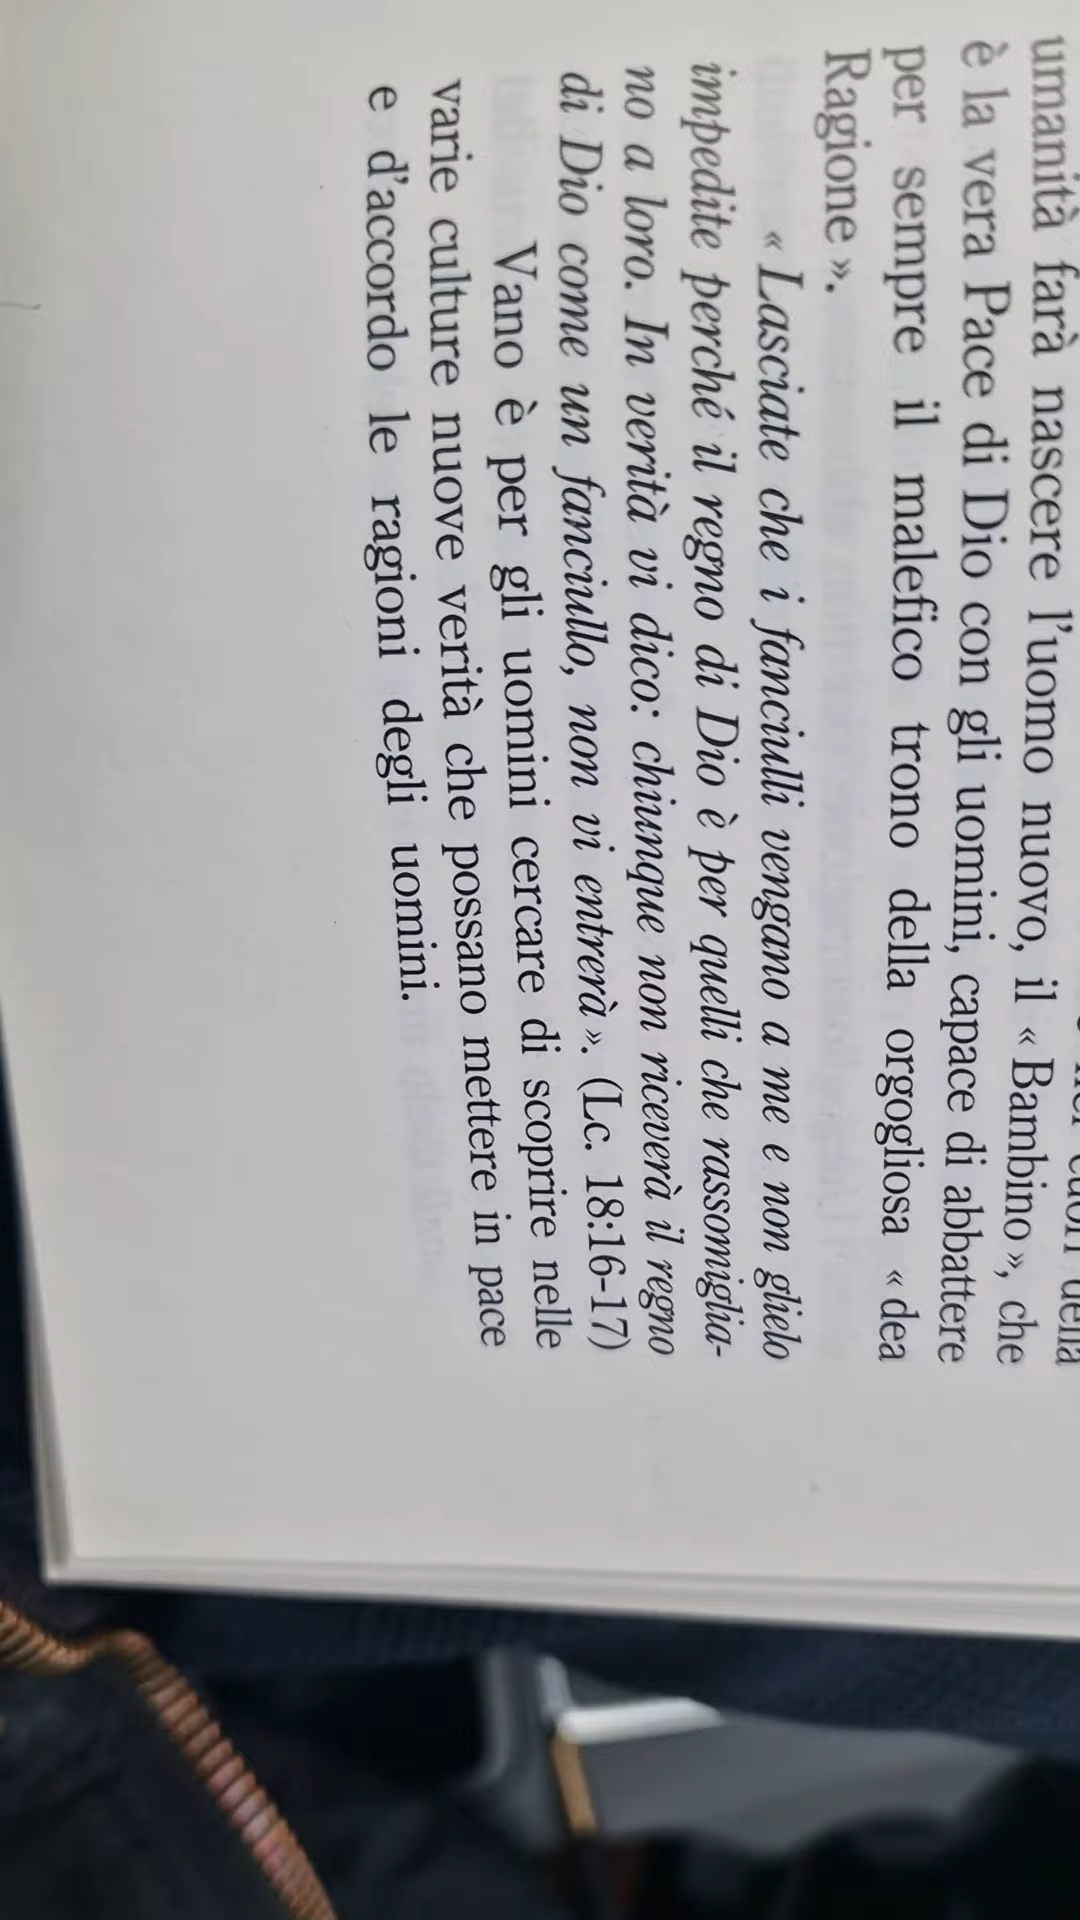 nei cuori della
umanità farà nascere l'uomo nuovo, il « Bambino », che
è la vera Pace di Dio con gli uomini, capace di abbattere
per sempre il malefico trono della orgogliosa « dea
Ragione ».
« Lasciate che i fanciulli vengano a me e non glielo
impedite perché il regno di Dio è per quelli che rassomiglia-
no a loro. In verità vi dico: chiunque non riceverà il regno
di Dio come un fanciullo, non vi entrerà ». (Lc. 18:16-17)
Vano è per gli uomini cercare di scoprire nelle
varie culture nuove verità che possano mettere in pace
e d'accordo le ragioni degli uomini.